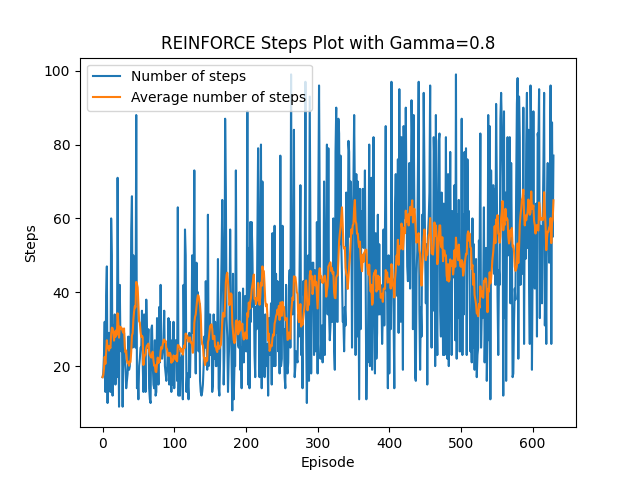 REINFORCE Steps Plot with Gamma=0.8
Number of steps
Average number of steps
100
80
60
40
20
Steps
0 100 200 300 400 500 600
Episode